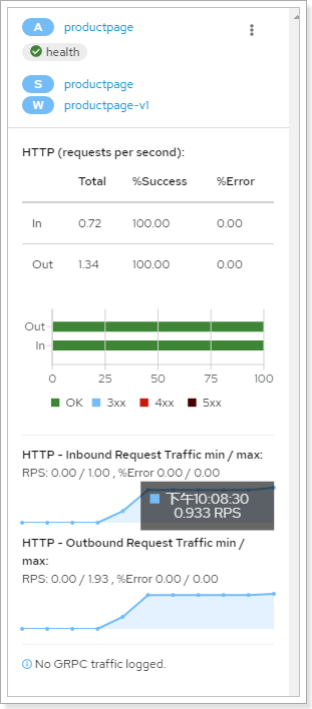 A productpage
health
S productpage
W productpage-v1
HTTP (requests per second):
Total %Success %Error
In 0.72 100.00 0.00
Out 1.34 100.00 0.00
Out
In
0 25 50 75 100
OK 3xx 4xx 5xx
HTTP - Inbound Request Traffic min / max:
RPS: 0.00 / 1.00 , %Error 0.00 / 0.00
下午10:08:30
0.933 RPS
HTTP - Outbound Request Traffic min /
max:
RPS: 0.00 / 1.93 , %Error 0.00 / 0.00
No GRPC traffic logged.